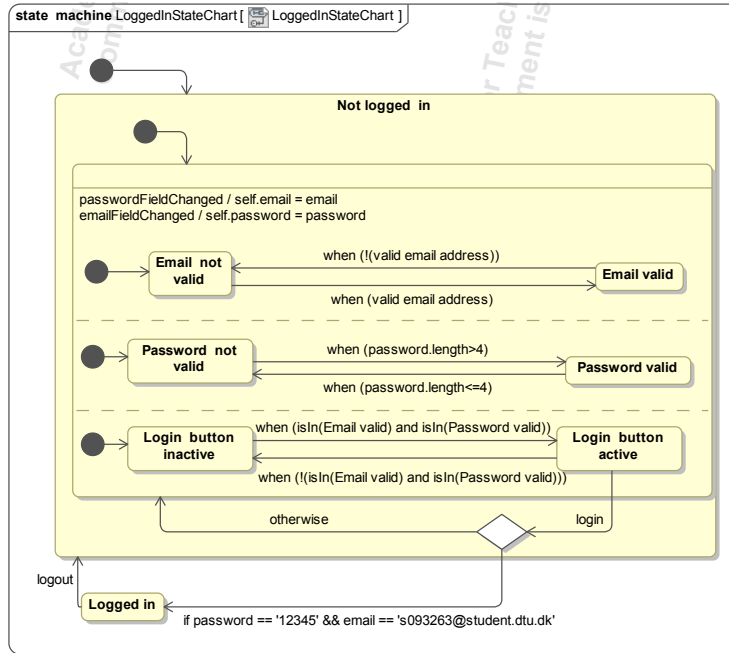 state machine LoggedInStateChart [ LoggedInStateChart ]
Not logged in
passwordFieldChanged / self.email = email
emailFieldChanged / self.password = password
when (!(valid email address))
Email not
valid
Email valid
when (valid email address)
when (password.length>4)
Password not
valid
Password valid
when (password.length<=4)
when (isIn(Email valid) and isIn(Password valid))
Login button
inactive
Login button
active
when (!(isIn(Email valid) and isIn(Password valid)))
otherwise
login
logout
Logged in
if password == '12345' && email == 's093263@student.dtu.dk'